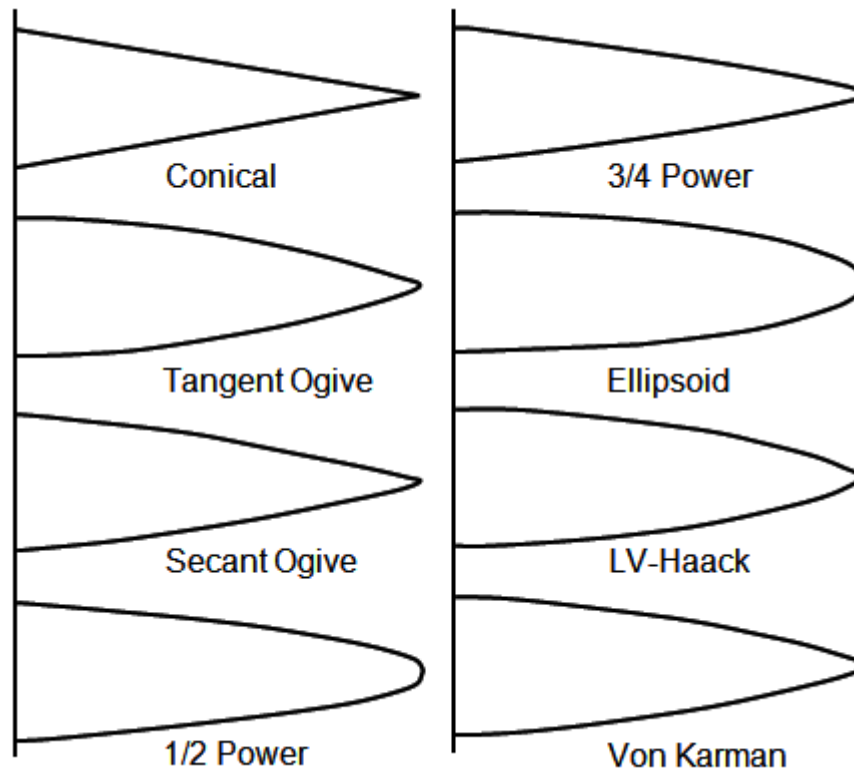 Conical
3/4 Power
Tangent Ogive
Ellipsoid
Secant Ogive
LV-Haack
1/2 Power
Von Karman